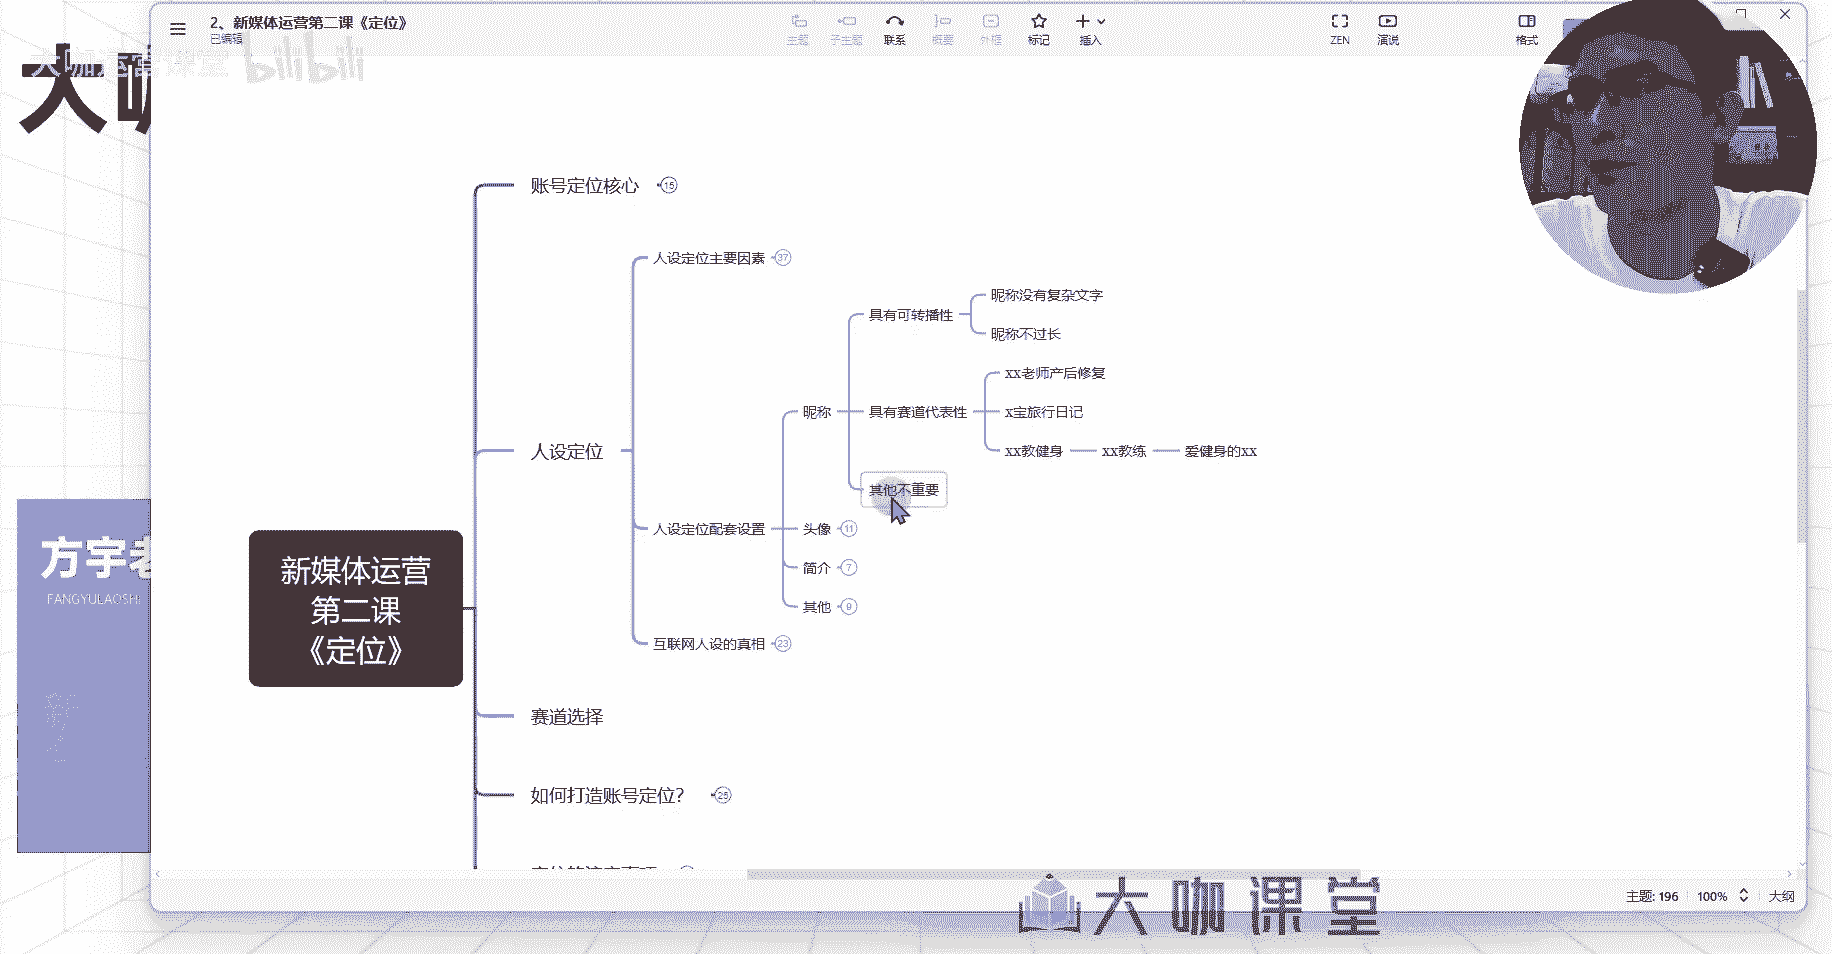 2、新媒体运营第二课《定位》
已编辑
主题
子主题
联系
概要
外框
标记
插入
ZEN
演说
格式
大咖运营课堂
bilibili
大咖
账号定位核心 15
人设定位主要因素 37
昵称没有复杂文字
具有可转播性
昵称不过长
xx老师产后修复
昵称
具有赛道代表性
x宝旅行日记
xx教健身
xx教练
爱健身的xx
人设定位
其他不重要
人设定位配套设置
头像 11
简介 7
其他 9
互联网人设的真相 23
方宇老
FANGYULAOSHI
新媒体运营
第二课
《定位》
赛道选择
如何打造账号定位？
主题: 196
100%
大纲
大咖课堂